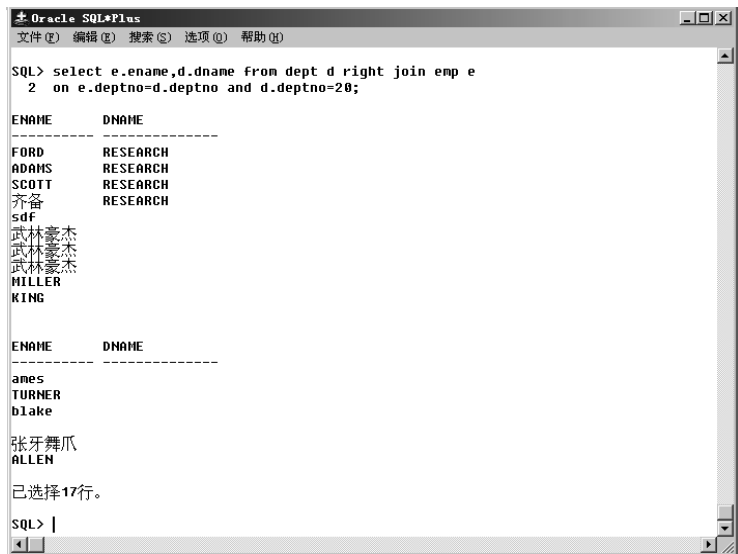 Oracle SQL*Plus
文件(F) 编辑(E) 搜索(S) 选项(O) 帮助(H)
SQL> select e.ename,d.dname from dept d right join emp e
  2  on e.deptno=d.deptno and d.deptno=20;
ENAME      DNAME
---------- --------------
FORD       RESEARCH
ADAMS      RESEARCH
SCOTT      RESEARCH
齐备       RESEARCH
sdf
武林豪杰
武林豪杰
武林豪杰
MILLER
KING
ENAME      DNAME
---------- --------------
ames
TURNER
blake
张牙舞爪
ALLEN
已选择17行。
SQL>